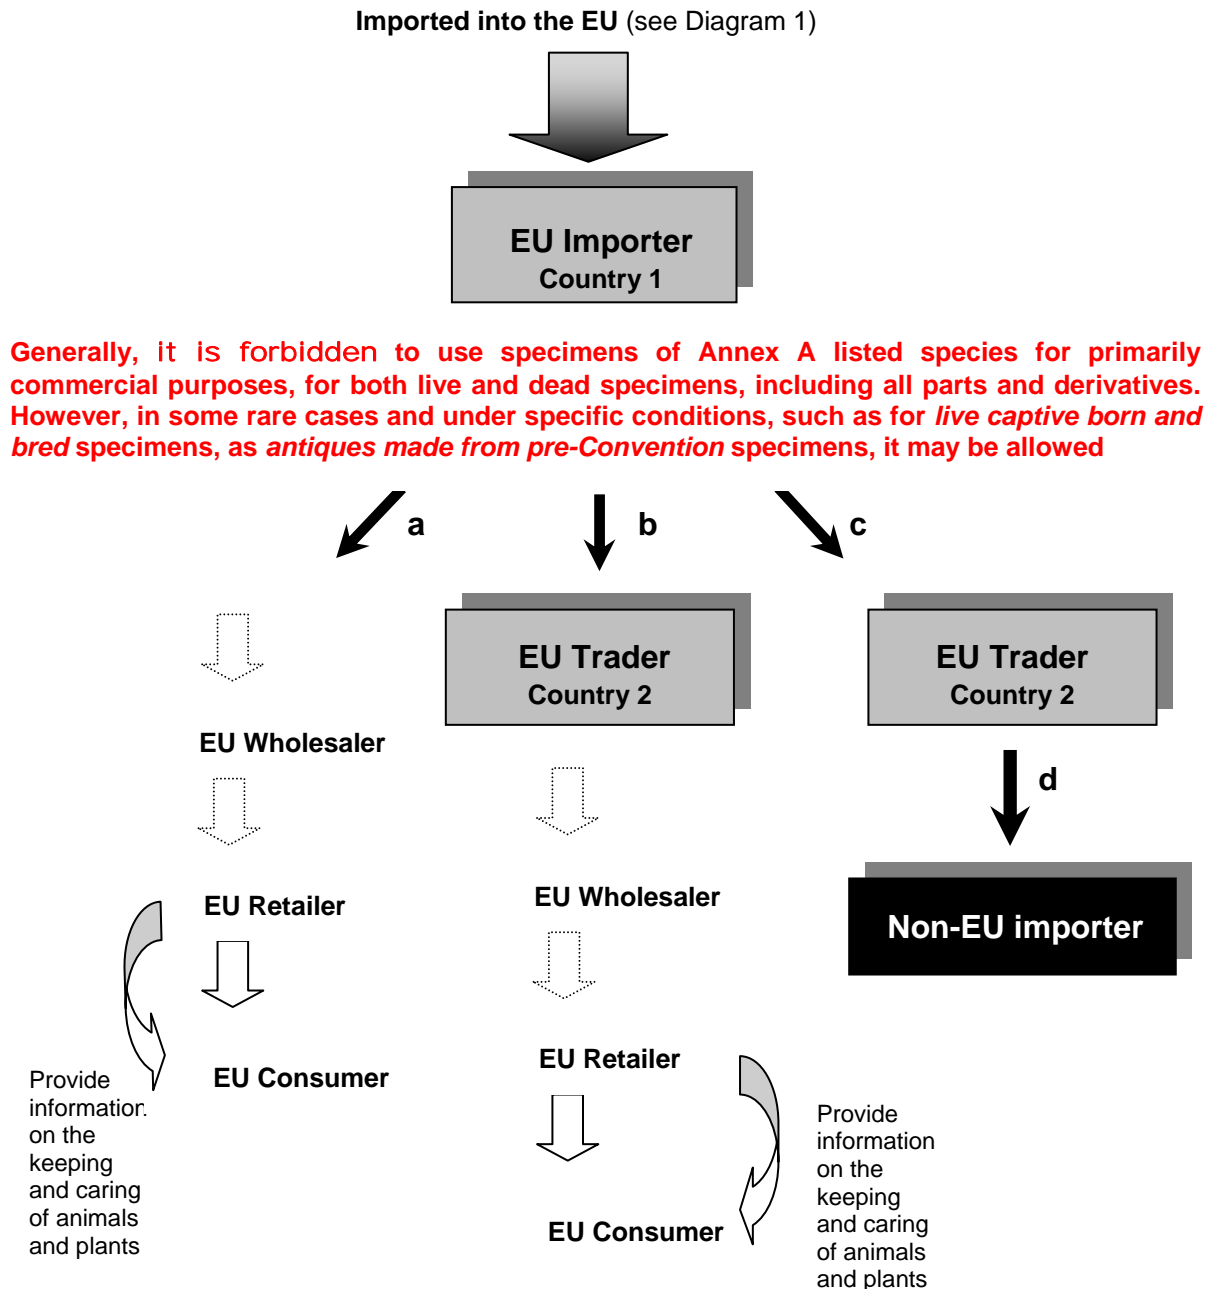 Imported into the EU (see Diagram 1)
EU Importer
Country 1
Generally, it is forbidden to use specimens of Annex A listed species for primarily
commercial purposes, for both live and dead specimens, including all parts and derivatives.
However, in some rare cases and under specific conditions, such as for live captive born and
bred specimens, as antiques made from pre-Convention specimens, it may be allowed
a
b
c
EU Wholesaler
EU Retailer
EU Consumer
Provide
information
on the
keeping
and caring
of animals
and plants
EU Trader
Country 2
EU Wholesaler
EU Retailer
EU Consumer
Provide
information
on the
keeping
and caring
of animals
and plants
EU Trader
Country 2
d
Non-EU importer